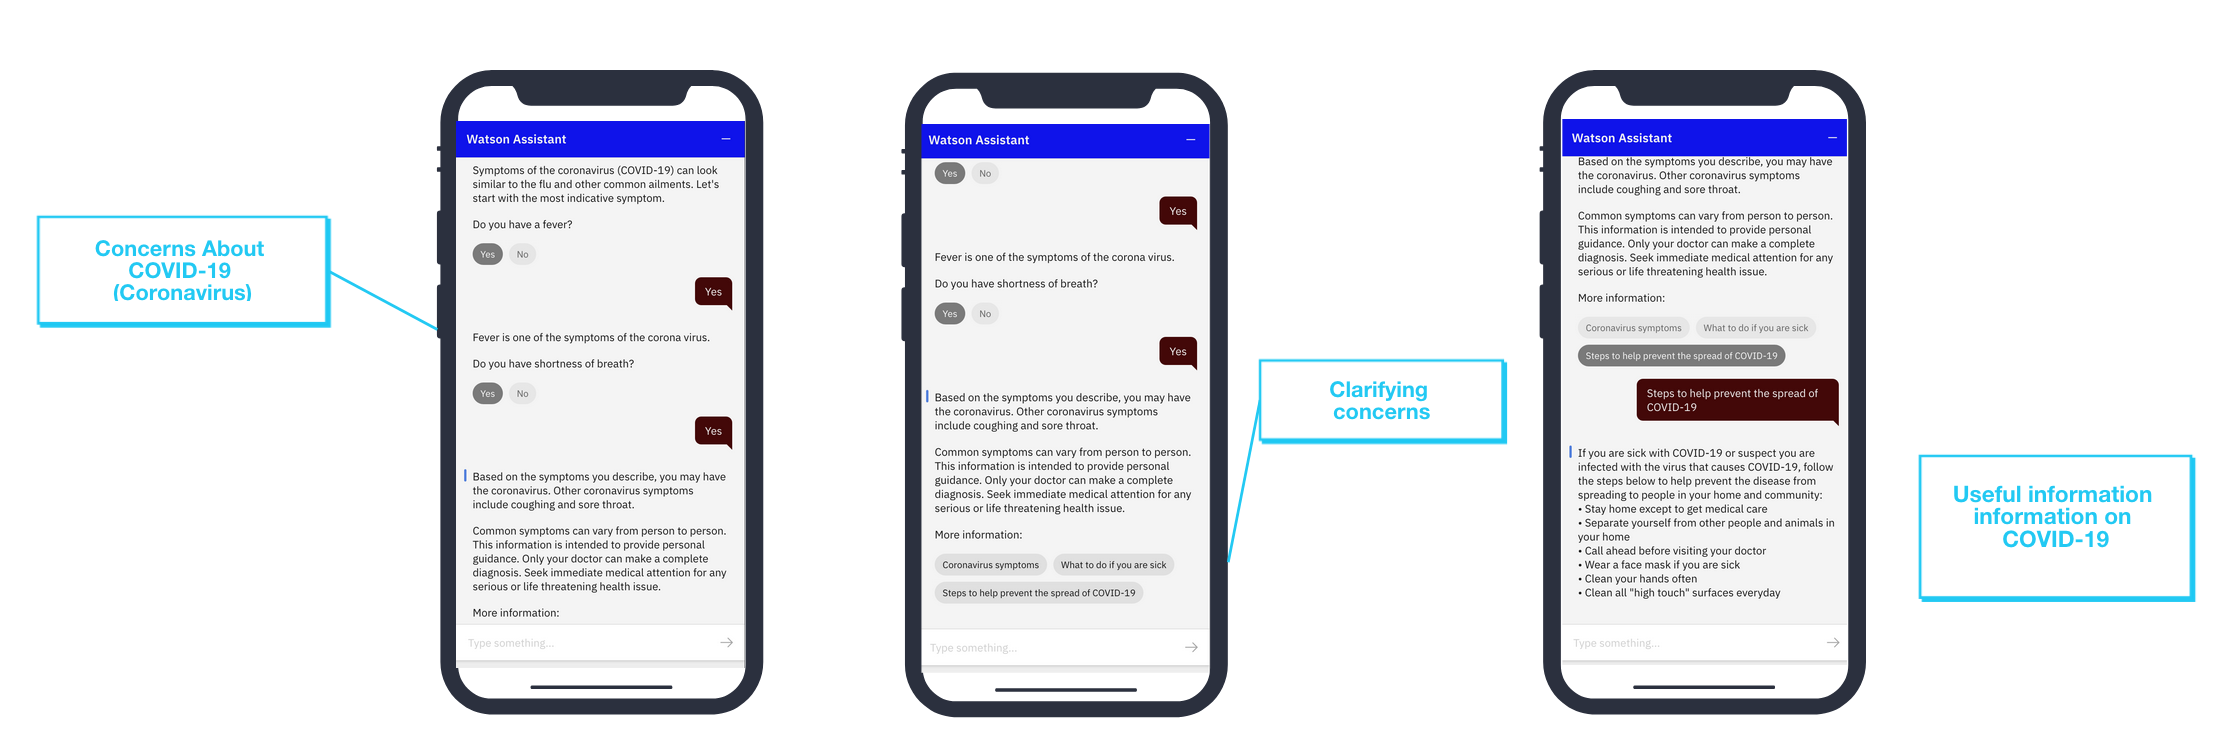 Concerns About
COVID-19
(Coronavirus)
Watson Assistant
Symptoms of the coronavirus (COVID-19) can look
similar to the flu and other common ailments. Let's
start with the most indicative symptom.
Do you have a fever?
Yes No
Yes
Fever is one of the symptoms of the corona virus.
Do you have shortness of breath?
Yes No
Yes
Based on the symptoms you describe, you may have
the coronavirus. Other coronavirus symptoms
include coughing and sore throat.
Common symptoms can vary from person to person.
This information is intended to provide personal
guidance. Only your doctor can make a complete
diagnosis. Seek immediate medical attention for any
serious or life threatening health issue.
More information:
Type something...
Watson Assistant
Yes No
Yes
Fever is one of the symptoms of the corona virus.
Do you have shortness of breath?
Yes No
Yes
Based on the symptoms you describe, you may have
the coronavirus. Other coronavirus symptoms
include coughing and sore throat.
Common symptoms can vary from person to person.
This information is intended to provide personal
guidance. Only your doctor can make a complete
diagnosis. Seek immediate medical attention for any
serious or life threatening health issue.
More information:
Coronavirus symptoms What to do if you are sick
Steps to help prevent the spread of COVID-19
Type something...
Clarifying
concerns
Watson Assistant
Based on the symptoms you describe, you may have
the coronavirus. Other coronavirus symptoms
include coughing and sore throat.
Common symptoms can vary from person to person.
This information is intended to provide personal
guidance. Only your doctor can make a complete
diagnosis. Seek immediate medical attention for any
serious or life threatening health issue.
More information:
Coronavirus symptoms What to do if you are sick
Steps to help prevent the spread of COVID-19
Steps to help prevent the spread of
COVID-19
If you are sick with COVID-19 or suspect you are
infected with the virus that causes COVID-19, follow
the steps below to help prevent the disease from
spreading to people in your home and community:
• Stay home except to get medical care
• Separate yourself from other people and animals in
your home
• Call ahead before visiting your doctor
• Wear a face mask if you are sick
• Clean your hands often
• Clean all "high touch" surfaces everyday
Type something...
Useful information
information on
COVID-19